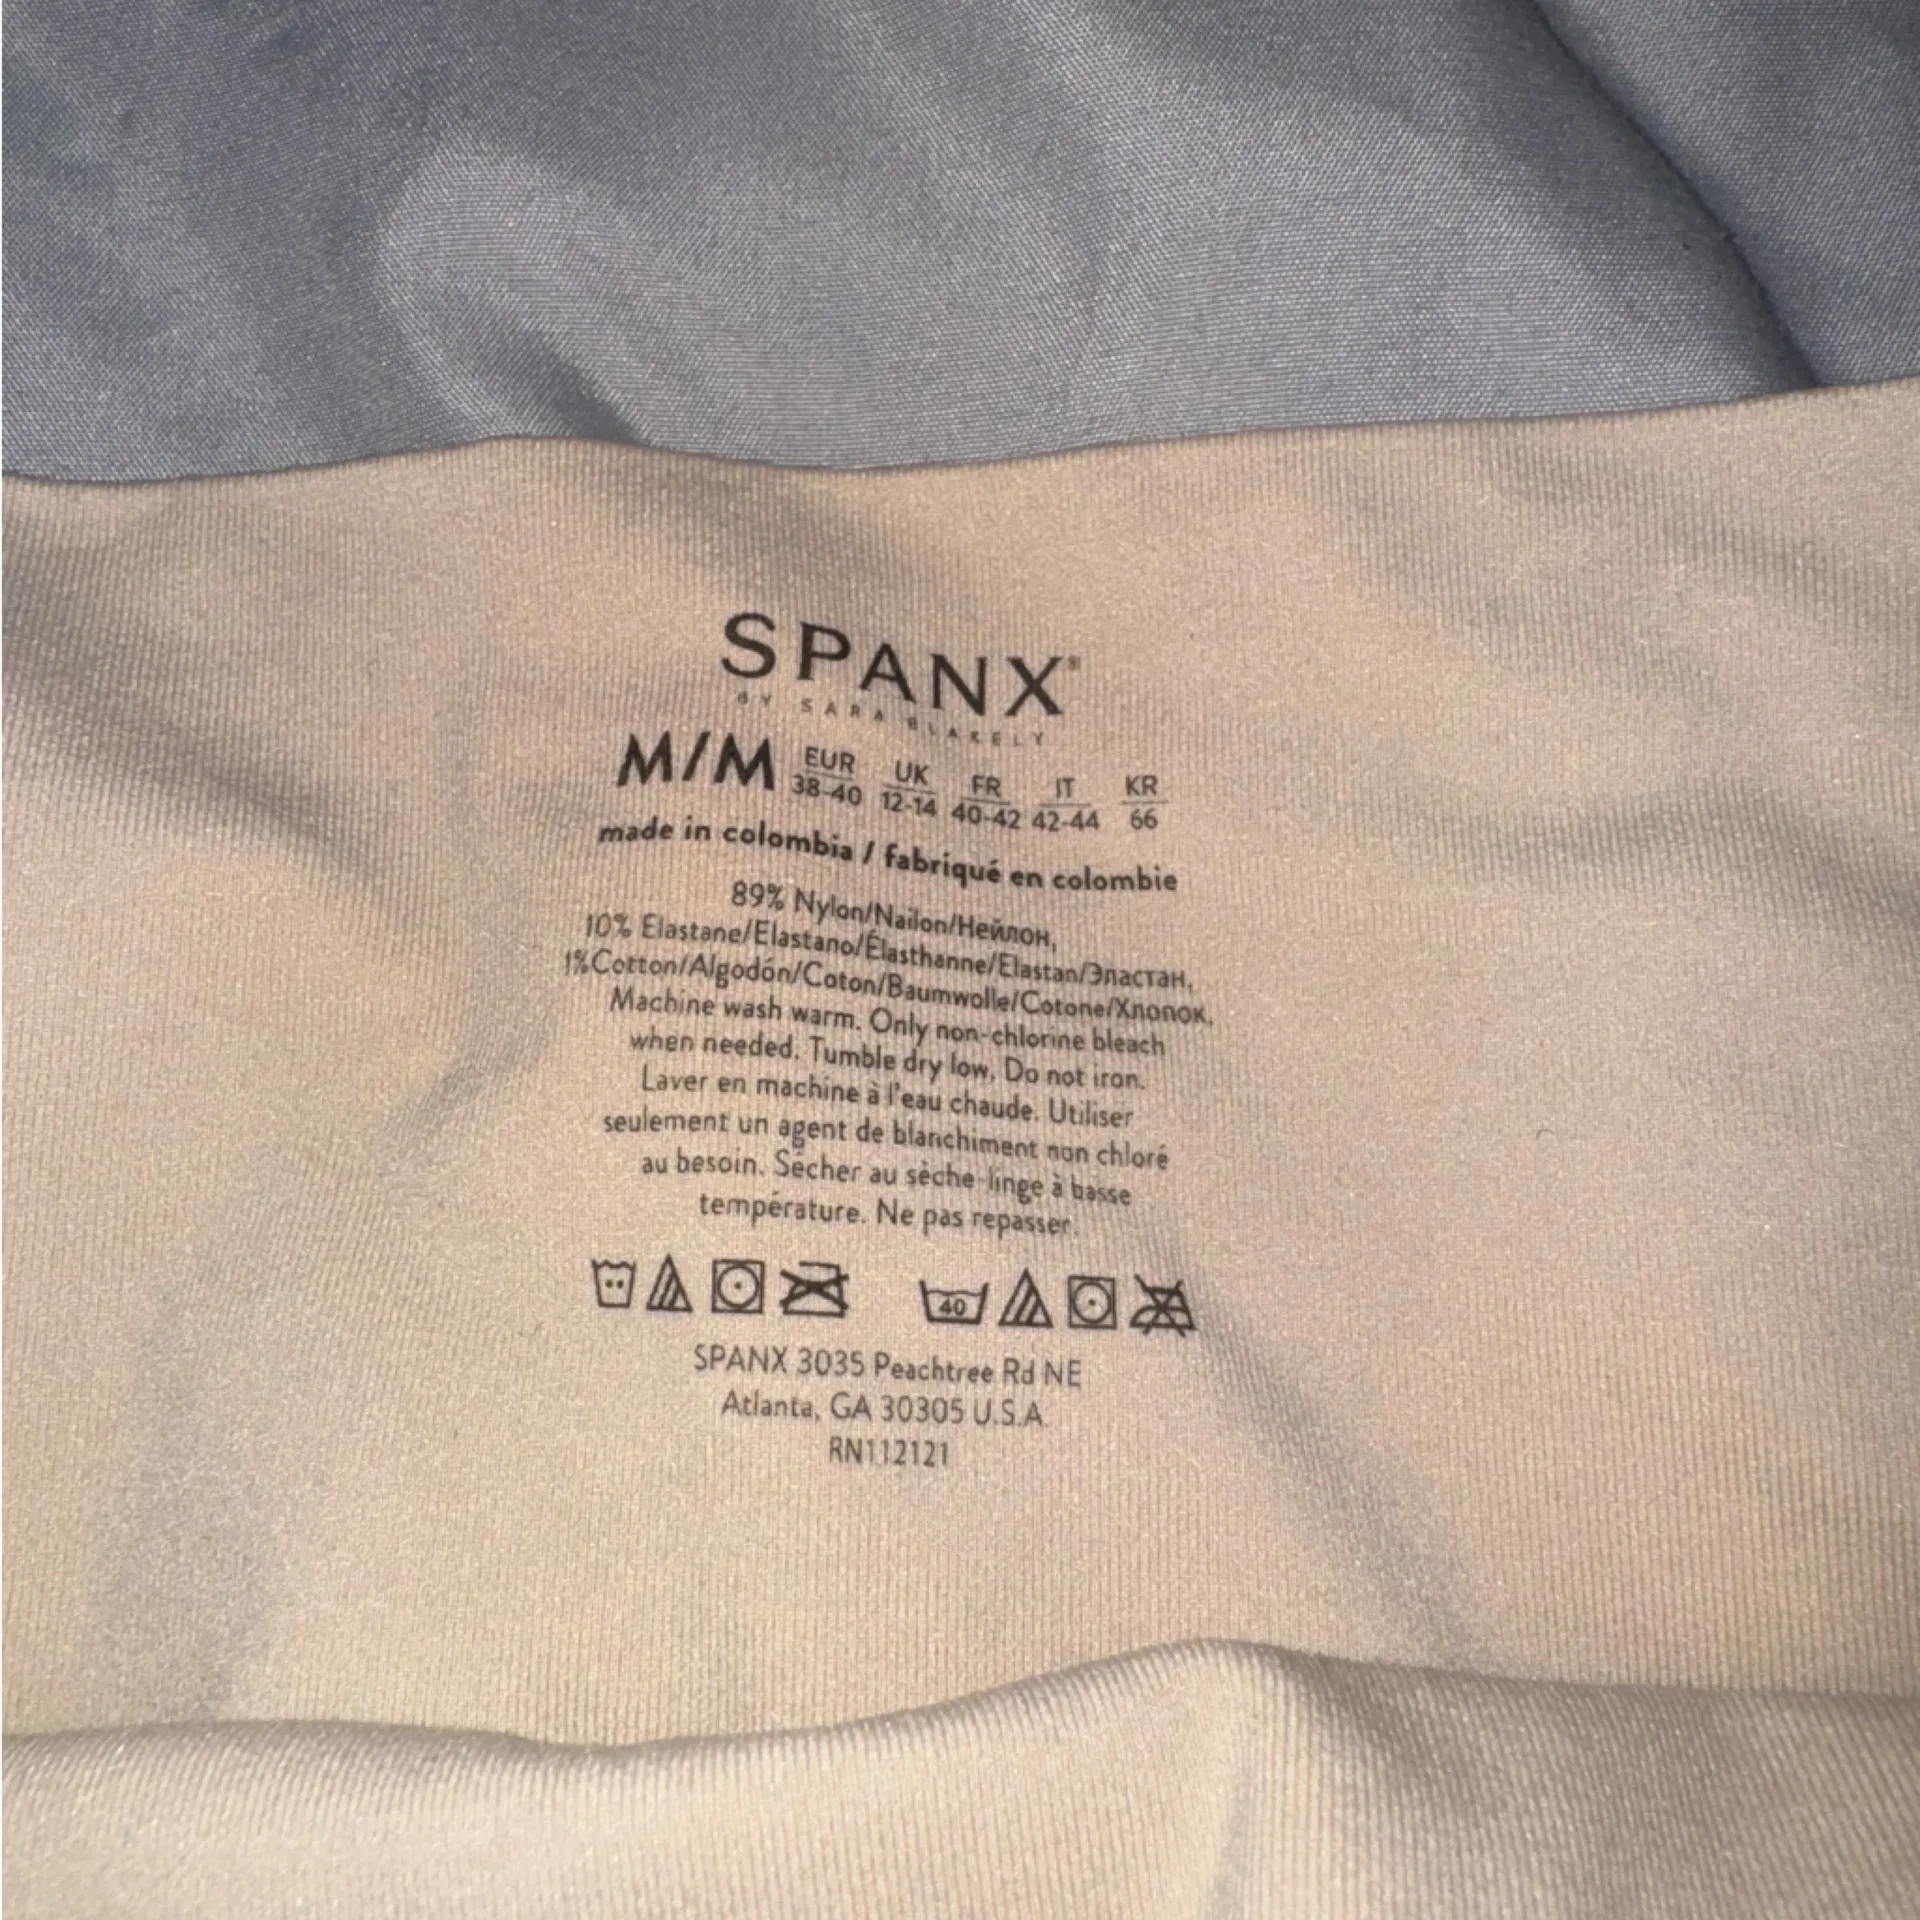 SPANX®
BY SARA BLAKELY
M/M EUR 38-40 UK 12-14 FR 40-42 IT 42-44 KR 66
made in colombia / fabriqué en colombie
89% Nylon/Nailon/Нейлон,
10% Elastane/Elastano/Élasthanne/Elastan/Эластан,
1%Cotton/Algodón/Coton/Baumwolle/Cotone/Хлопок.
Machine wash warm. Only non-chlorine bleach
when needed. Tumble dry low. Do not iron.
Laver en machine à l'eau chaude. Utiliser
seulement un agent de blanchiment non chloré
au besoin. Sécher au sèche-linge à basse
température. Ne pas repasser.
40
SPANX 3035 Peachtree Rd NE
Atlanta, GA 30305 U.S.A.
RN112121